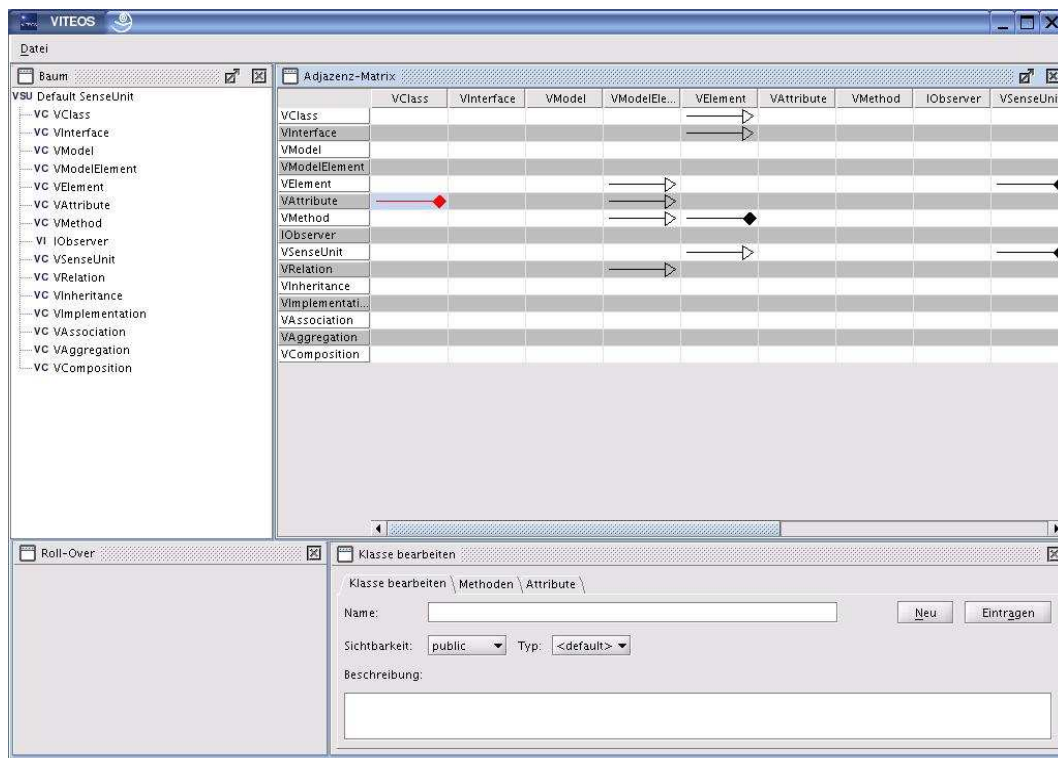 VITEOS
Datei
Baum
VSU Default SenseUnit
VC VClass
VC VInterface
VC VModel
VC VModelElement
VC VElement
VC VAttribute
VC VMethod
VI IObserver
VC VSenseUnit
VC VRelation
VC VInheritance
VC VImplementation
VC VAssociation
VC VAggregation
VC VComposition
Adjazenz-Matrix
VClass VInterface VModel VModelEle... VElement VAttribute VMethod IObserver VSenseUni
VClass
VInterface
VModel
VModelElement
VElement
VAttribute
VMethod
IObserver
VSenseUnit
VRelation
VInheritance
VImplementati...
VAssociation
VAggregation
VComposition
Roll-Over
Klasse bearbeiten
Klasse bearbeiten Methoden Attribute
Name: Neu Eintragen
Sichtbarkeit: public Typ: <default>
Beschreibung: